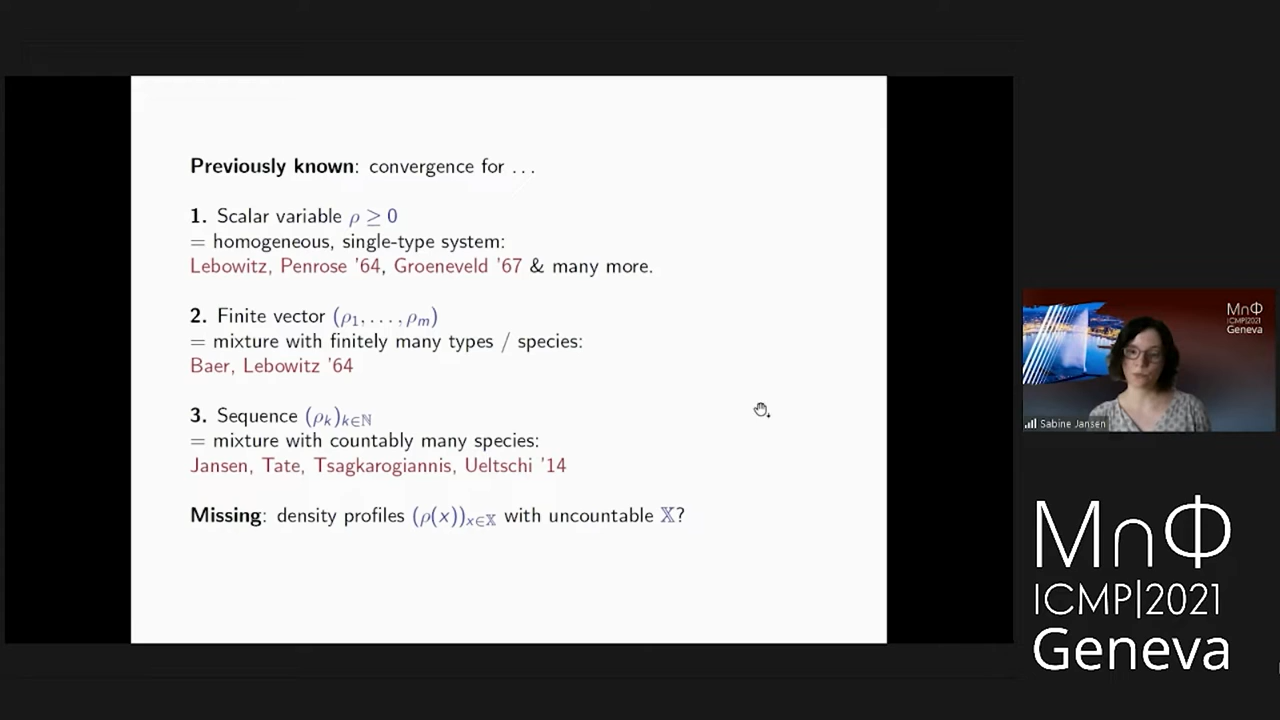 Previously known: convergence for ...
1. Scalar variable ρ ≥ 0
= homogeneous, single-type system:
Lebowitz, Penrose '64, Groeneveld '67 & many more.
2. Finite vector (ρ₁, . . . , ρₘ)
= mixture with finitely many types / species:
Baer, Lebowitz '64
3. Sequence (ρₖ)ₖ∈ℕ
= mixture with countably many species:
Jansen, Tate, Tsagkarogiannis, Ueltschi '14
Missing: density profiles (ρ(x))ₓ∈𝕏 with uncountable 𝕏?
MnΦ
ICMP|2021
Geneva
Sabine Jansen
M∩Φ
ICMP|2021
Geneva